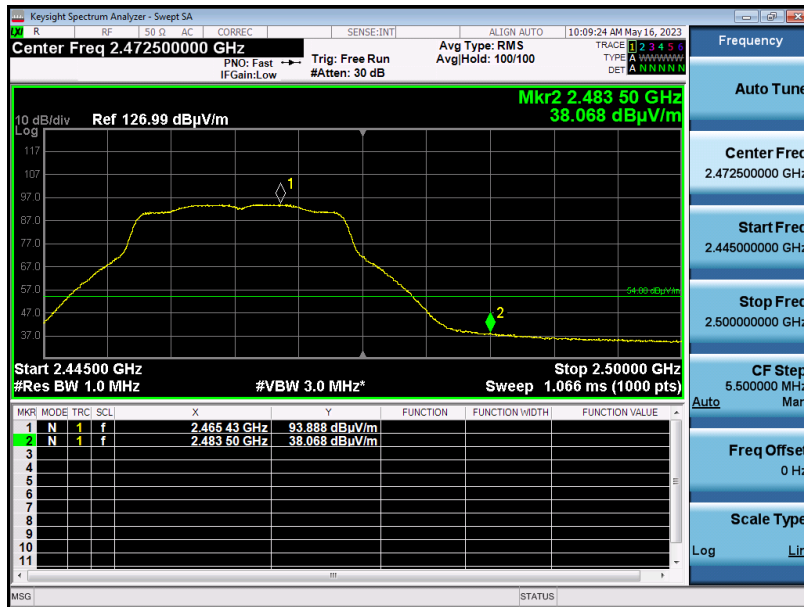 Keysight Spectrum Analyzer - Swept SA
LXI R RF 50 Ω AC CORREC SENSE:INT ALIGN AUTO 10:09:24 AM May 16, 2023
Center Freq 2.472500000 GHz
PNO: Fast
IFGain:Low
Trig: Free Run
#Atten: 30 dB
Avg Type: RMS
Avg|Hold: 100/100
TRACE 1 2 3 4 5 6
TYPE A WWWWW
DET A N N N N N
Mkr2 2.483 50 GHz
38.068 dBµV/m
10 dB/div Ref 126.99 dBµV/m
Log
117
107
97.0
87.0
77.0
67.0
57.0
47.0
37.0
1
2
54.00 dBµV/m
Start 2.44500 GHz Stop 2.50000 GHz
#Res BW 1.0 MHz #VBW 3.0 MHz* Sweep 1.066 ms (1000 pts)
MKR MODE TRC SCL X Y FUNCTION FUNCTION WIDTH FUNCTION VALUE
1 N 1 f 2.465 43 GHz 93.888 dBµV/m
2 N 1 f 2.483 50 GHz 38.068 dBµV/m
3
4
5
6
7
8
9
10
11
MSG STATUS
Frequency
Auto Tune
Center Freq
2.472500000 GHz
Start Freq
2.445000000 GHz
Stop Freq
2.500000000 GHz
CF Step
5.500000 MHz
Auto Man
Freq Offset
0 Hz
Scale Type
Log Lin